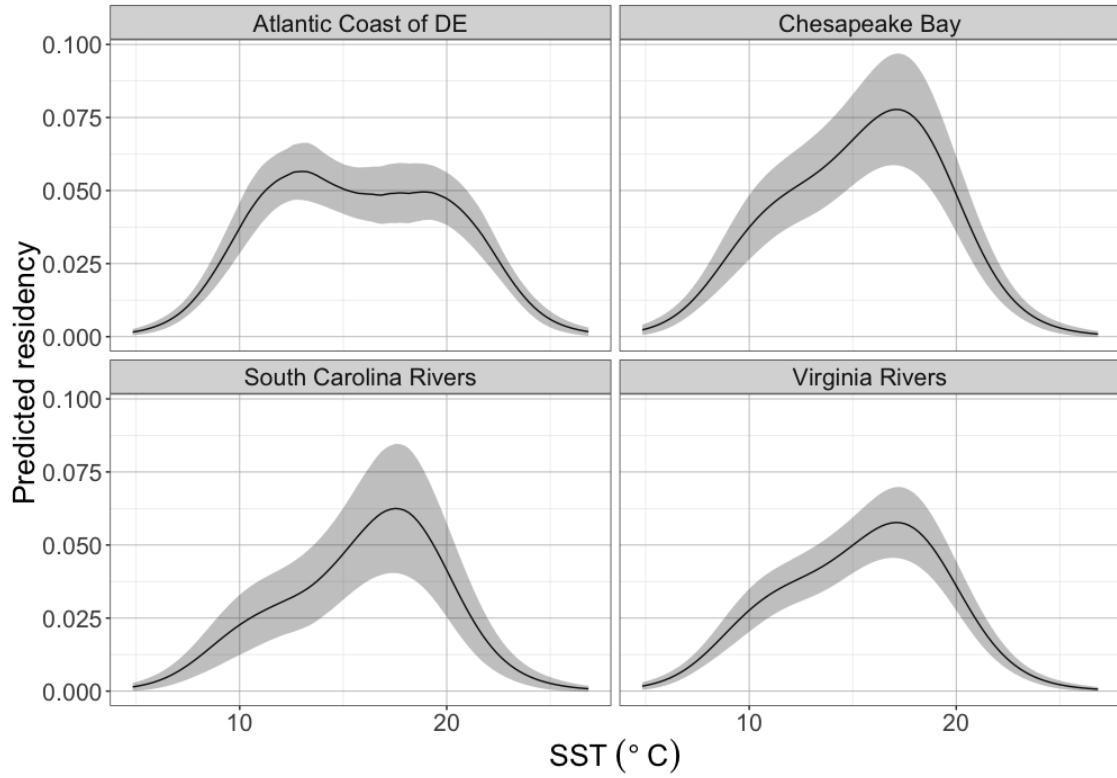 Atlantic Coast of DE
Chesapeake Bay
0.100
0.075
0.050
0.025
0.000
South Carolina Rivers
Virginia Rivers
0.100
0.075
0.050
0.025
0.000
10
20
10
20
Predicted residency
SST (° C)